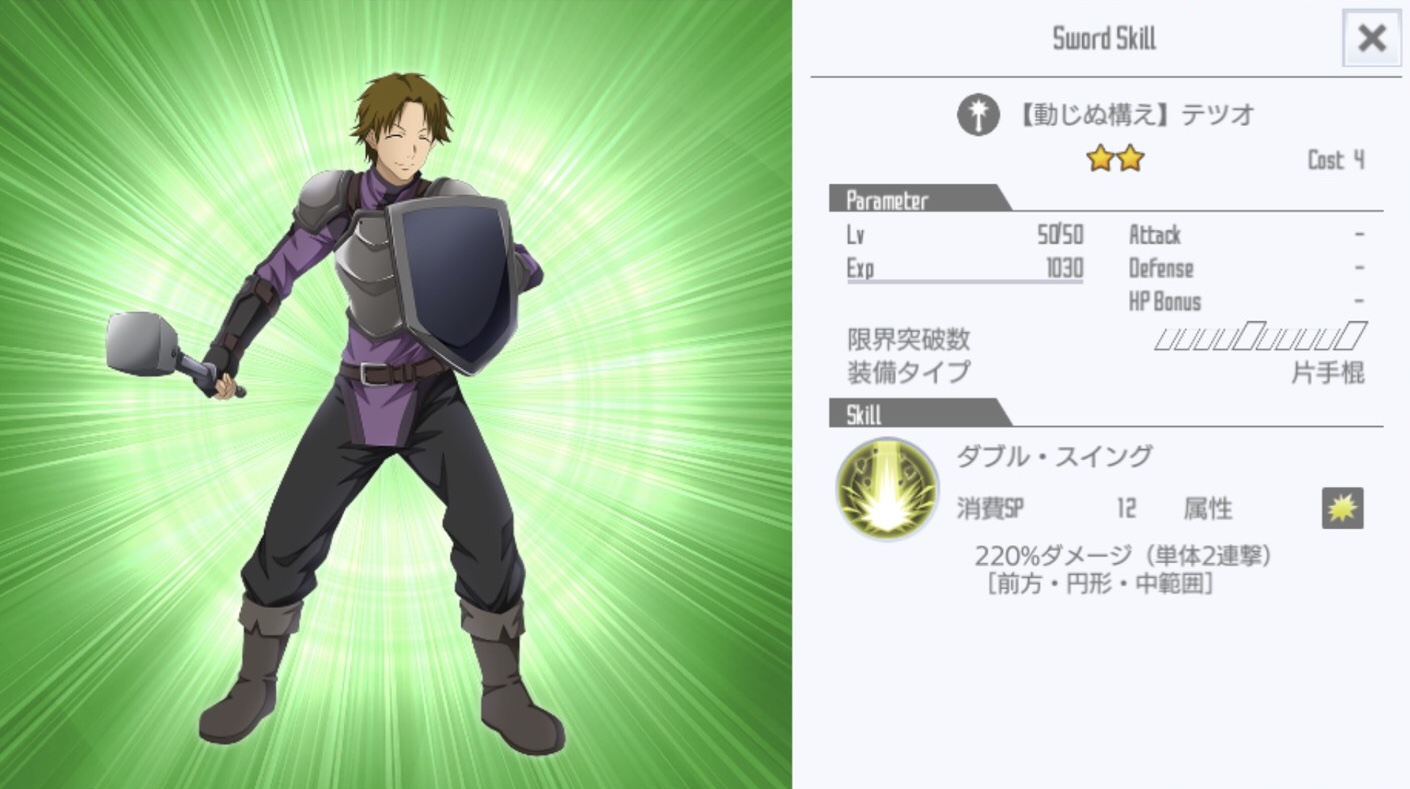 Sword Skill
【動じぬ構え】テツオ
Cost 4
Parameter
Lv 50/50 Attack -
Exp 1030 Defense -
HP Bonus -
限界突破数
装備タイプ 片手棍
Skill
ダブル・スイング
消費SP 12 属性
220%ダメージ（単体2連撃）
［前方・円形・中範囲］